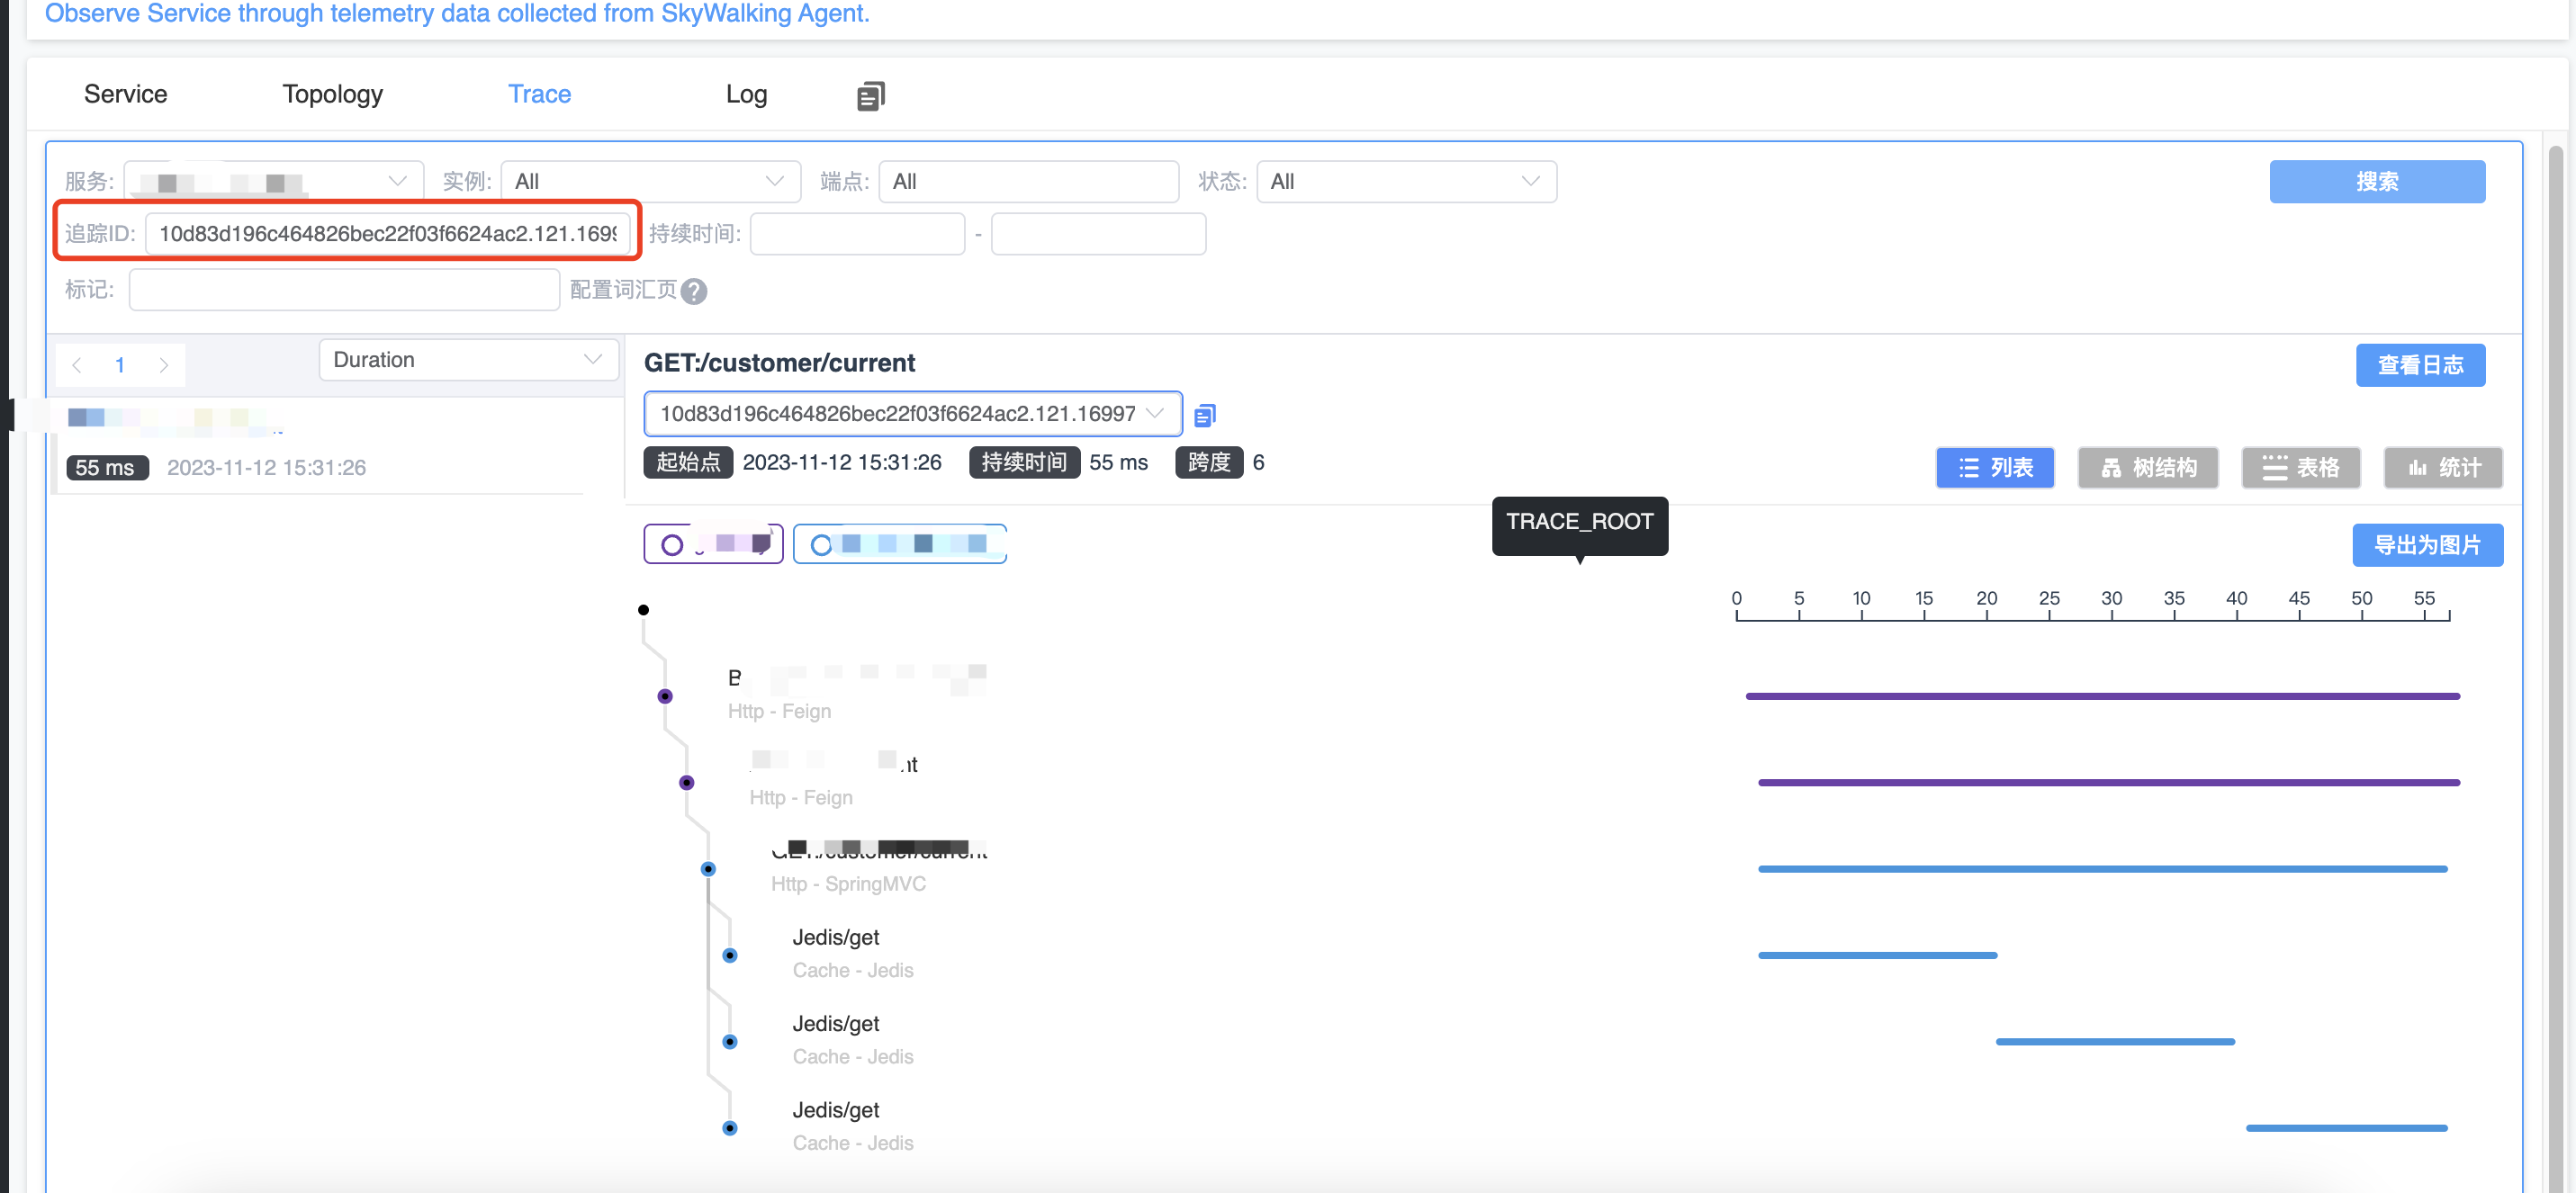 Observe Service through telemetry data collected from SkyWalking Agent.
Service Topology Trace Log
服务: 实例: All 端点: All 状态: All 搜索
追踪ID: 10d83d196c464826bec22f03f6624ac2.121.169 持续时间: -
标记: 配置词汇页 ?
1 Duration
GET:/customer/current 查看日志
10d83d196c464826bec22f03f6624ac2.121.16997
55 ms 2023-11-12 15:31:26
起始点 2023-11-12 15:31:26 持续时间 55 ms 跨度 6
列表 树结构 表格 统计
TRACE_ROOT
导出为图片
0 5 10 15 20 25 30 35 40 45 50 55
Http - Feign
Http - Feign
GET:/customer/current
Http - SpringMVC
Jedis/get
Cache - Jedis
Jedis/get
Cache - Jedis
Jedis/get
Cache - Jedis